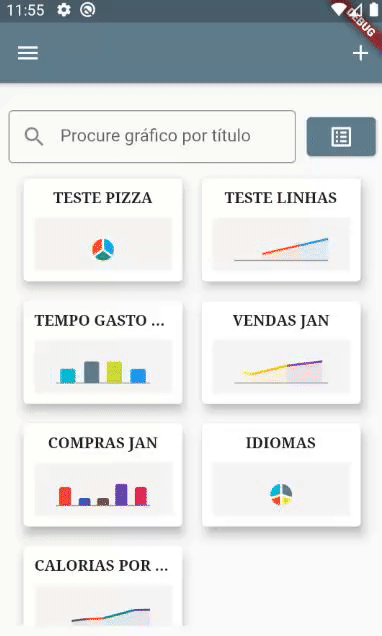 11:55
DEBUG
Procure gráfico por título
TESTE PIZZA
TESTE LINHAS
TEMPO GASTO ...
VENDAS JAN
COMPRAS JAN
IDIOMAS
CALORIAS POR ...